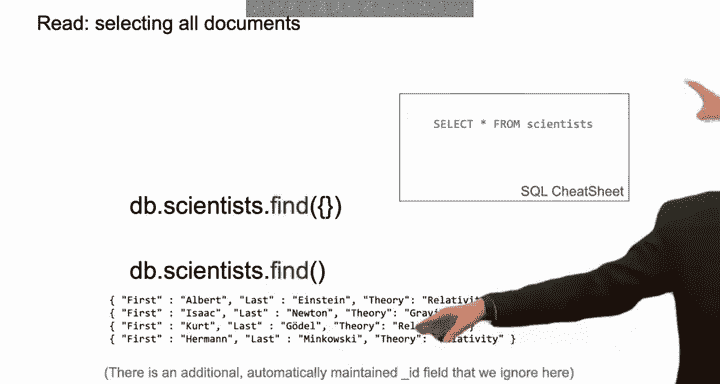 Read: selecting all documents
SELECT * FROM scientists
SQL CheatSheet
db.scientists.find({})
db.scientists.find()
{ "First" : "Albert", "Last" : "Einstein", "Theory": "Relativity
{ "First" : "Isaac", "Last" : "Newton", "Theory": "Gravi
{ "First" : "Kurt", "Last" : "Gödel", "Theory": "Rel
{ "First" : "Hermann", "Last" : "Minkowski", "Theory": "ativity" }
(There is an additional, automatically maintained _id field that we ignore here)